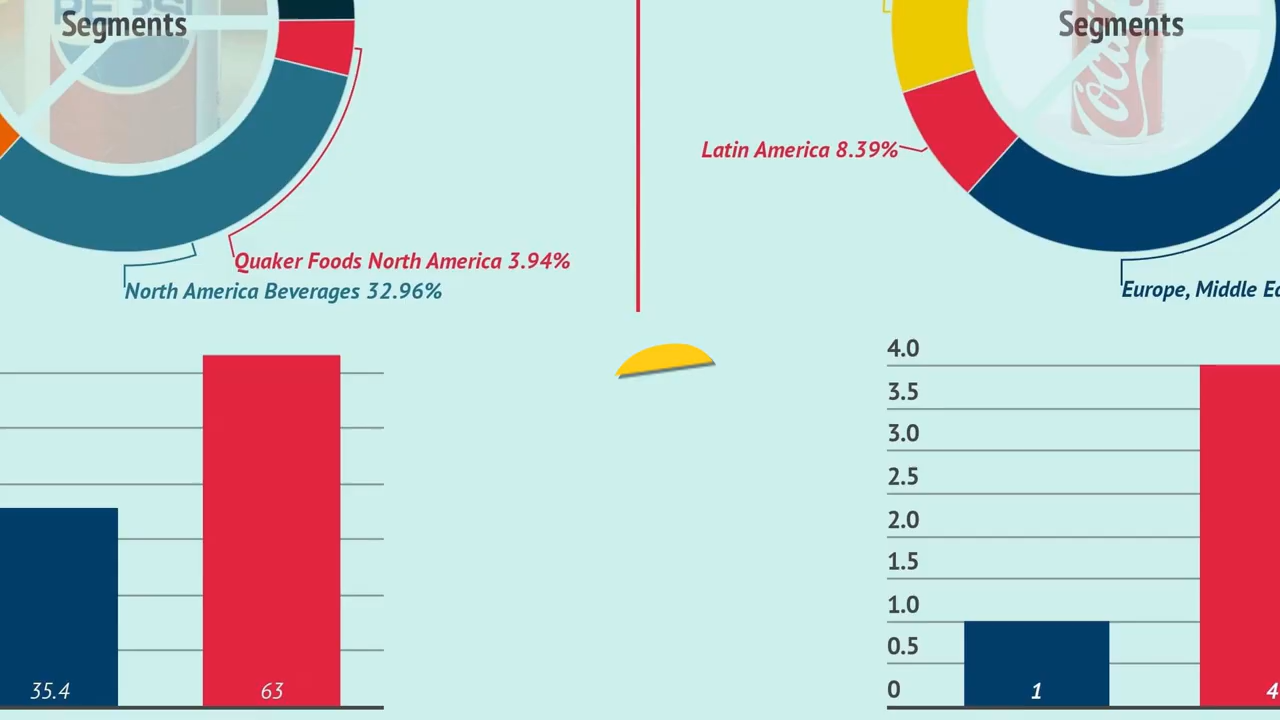 PEPSI
Segments
Quaker Foods North America 3.94%
North America Beverages 32.96%
35.4
63
Segments
Latin America 8.39%
Europe, Middle
4.0
3.5
3.0
2.5
2.0
1.5
1.0
0.5
0
1
4